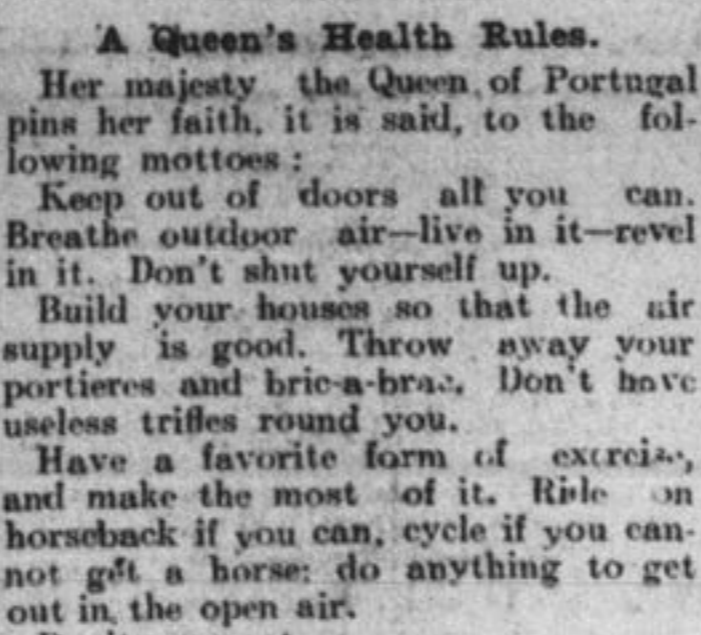 A Queen's Health Rules.
Her majesty the Queen of Portugal
pins her faith, it is said, to the fol-
lowing mottoes:
Keep out of doors all you can.
Breathe outdoor air—live in it—revel
in it. Don't shut yourself up.
Build your houses so that the air
supply is good. Throw away your
portieres and bric-a-brac. Don't have
useless trifles round you.
Have a favorite form of exercise,
and make the most of it. Ride on
horseback if you can, cycle if you can-
not get a horse: do anything to get
out in the open air.